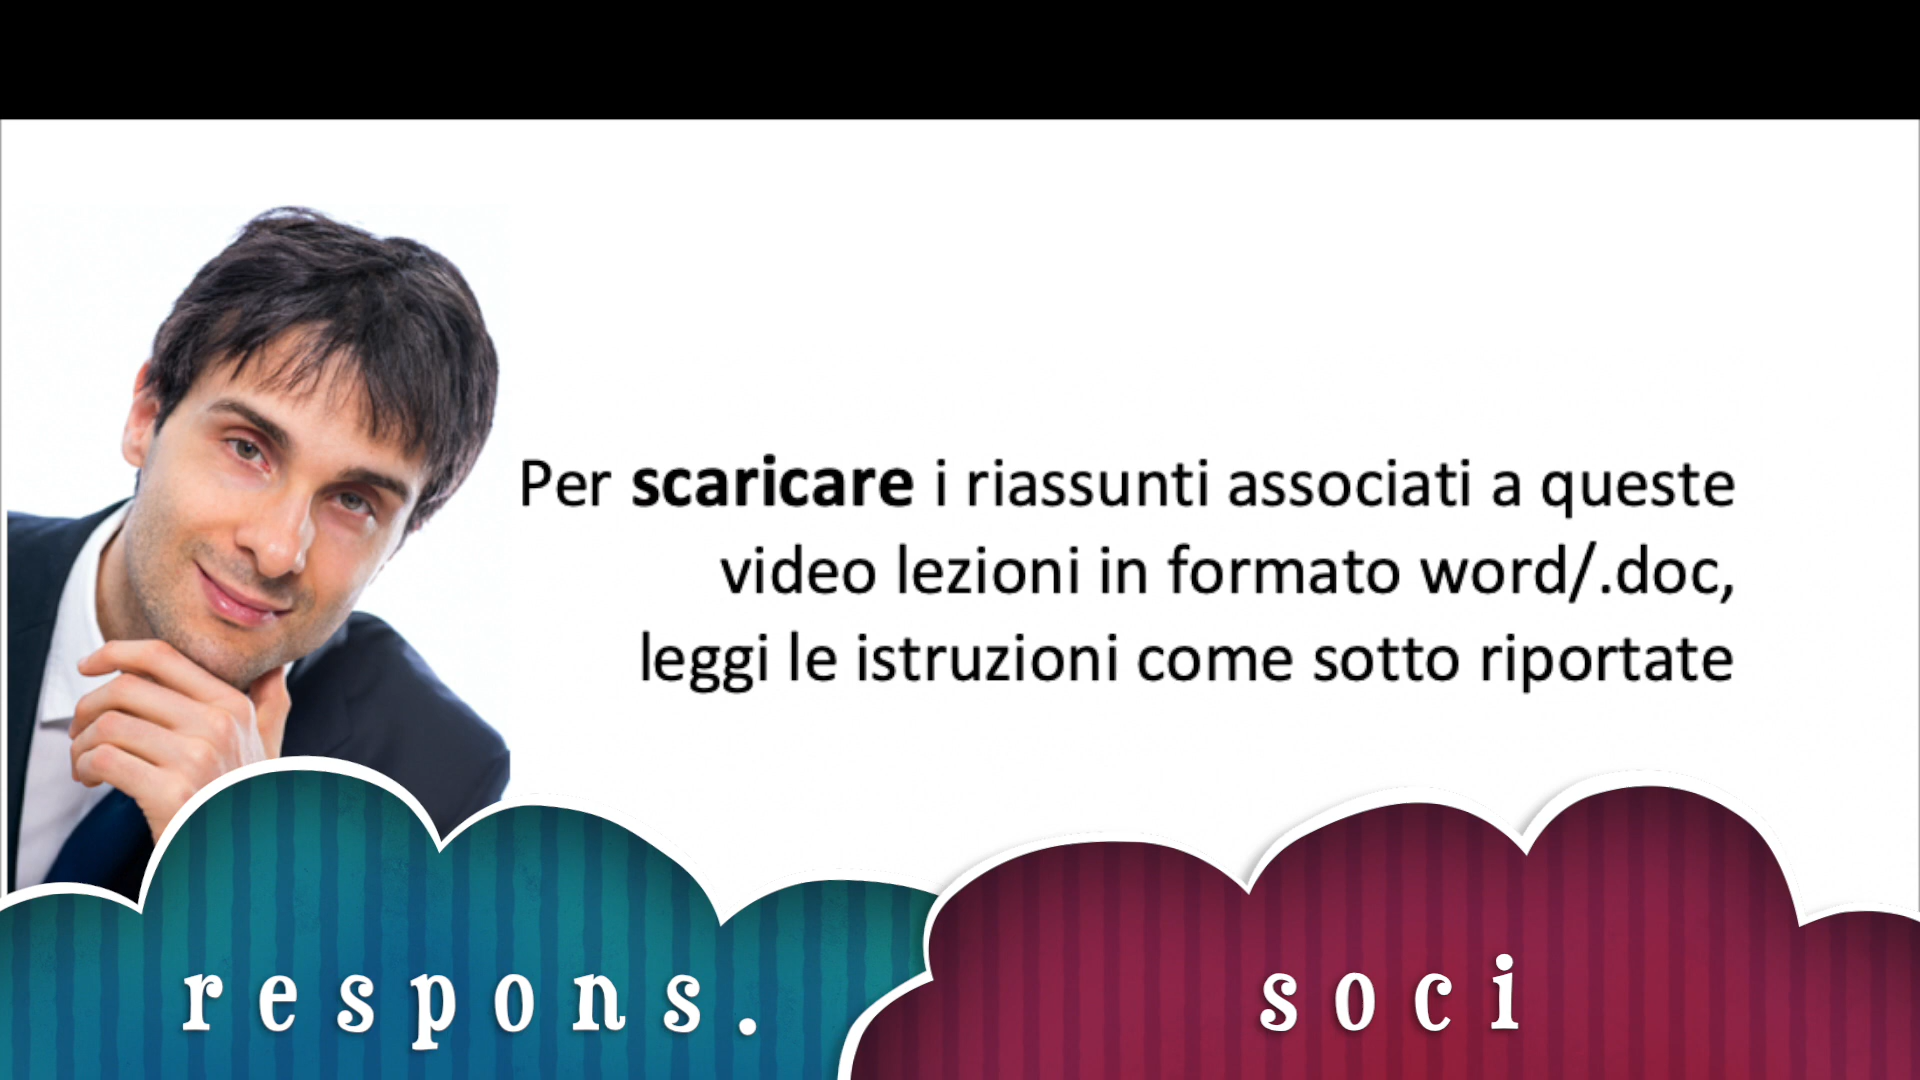 Per scaricare i riassunti associati a queste
video lezioni in formato word/.doc,
leggi le istruzioni come sotto riportate
respons.
soci